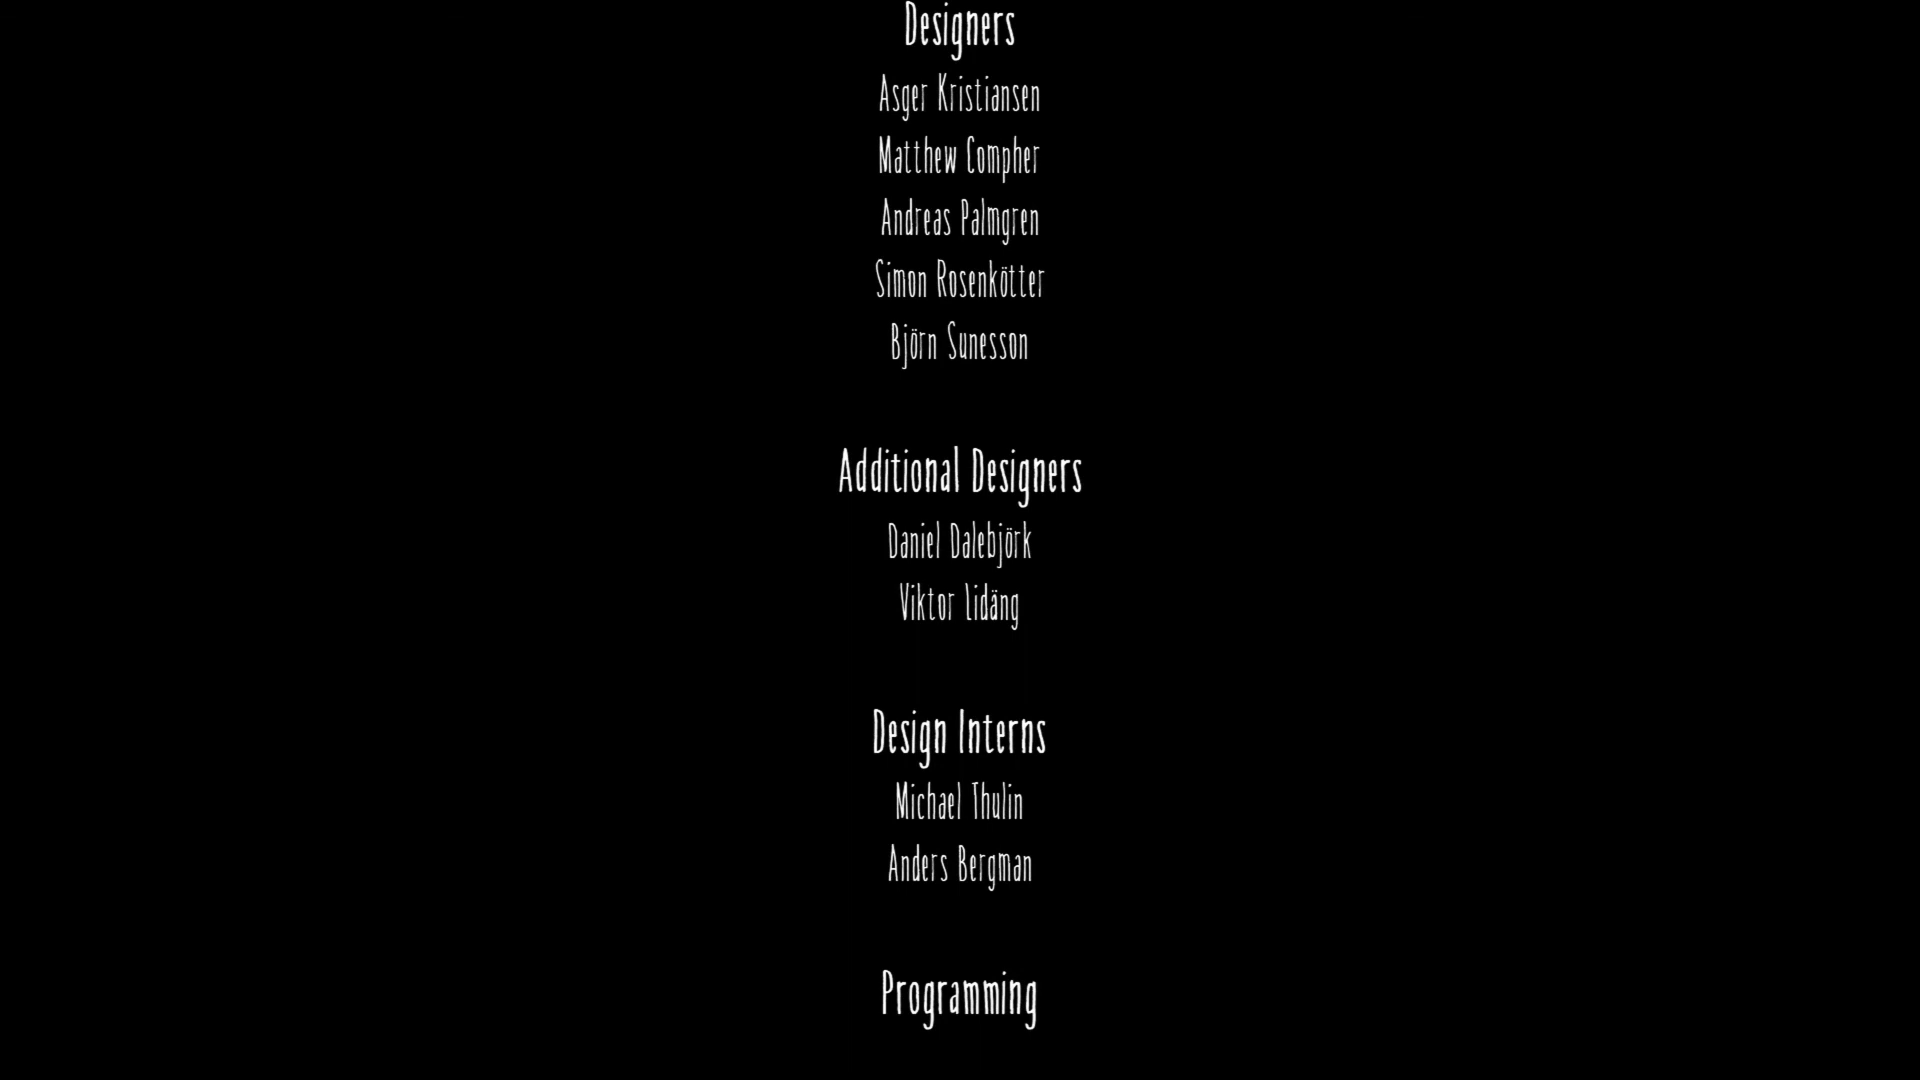 Designers
Asger Kristiansen
Matthew Compher
Andreas Palmgren
Simon Rosenkötter
Björn Sunesson
Additional Designers
Daniel Dalebjörk
Viktor Lidäng
Design Interns
Michael Thulin
Anders Bergman
Programming